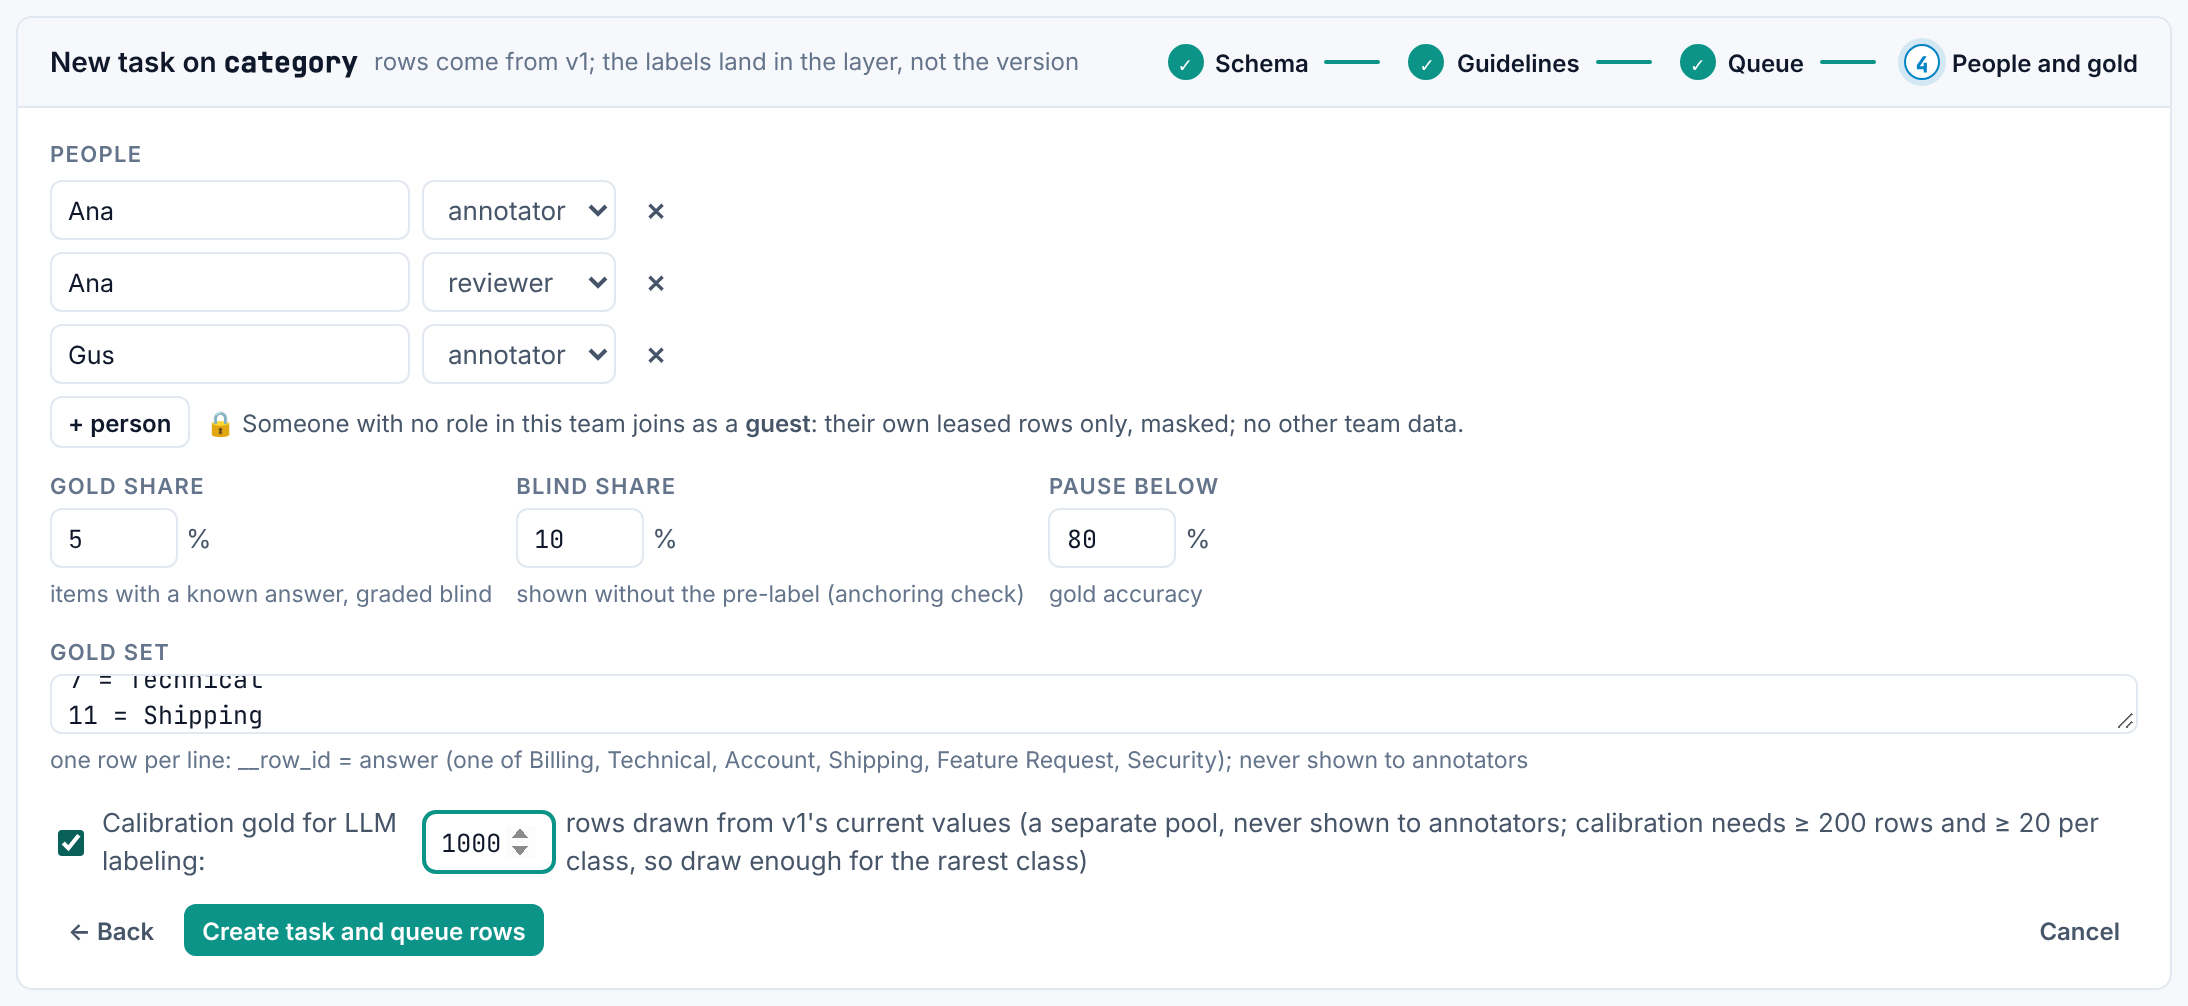 New task on category rows come from v1; the labels land in the layer, not the version
✓ Schema ✓ Guidelines ✓ Queue 4 People and gold
PEOPLE
Ana annotator ×
Ana reviewer ×
Gus annotator ×
+ person 🔒 Someone with no role in this team joins as a guest: their own leased rows only, masked; no other team data.
GOLD SHARE BLIND SHARE PAUSE BELOW
5 % 10 % 80 %
items with a known answer, graded blind shown without the pre-label (anchoring check) gold accuracy
GOLD SET
7 = Technical
11 = Shipping
one row per line: __row_id = answer (one of Billing, Technical, Account, Shipping, Feature Request, Security); never shown to annotators
Calibration gold for LLM labeling: 1000 rows drawn from v1's current values (a separate pool, never shown to annotators; calibration needs ≥ 200 rows and ≥ 20 per
class, so draw enough for the rarest class)
← Back Create task and queue rows Cancel